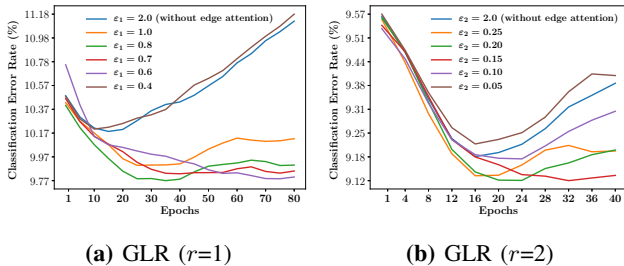 Classification Error Rate (%)
10.18
10.98
10.78
10.58
10.37
10.17
9.97
9.77
ε₁ = 2.0 (without edge attention)
ε₁ = 1.0
ε₁ = 0.8
ε₁ = 0.7
ε₁ = 0.6
ε₁ = 0.4
1 10 20 30 40 50 60 70 80
Epochs
(a) GLR (r=1)
Classification Error Rate (%)
9.57
9.51
9.44
9.38
9.31
9.25
9.18
9.12
ε₂ = 2.0 (without edge attention)
ε₂ = 0.25
ε₂ = 0.20
ε₂ = 0.15
ε₂ = 0.10
ε₂ = 0.05
1 4 8 12 16 20 24 28 32 36 40
Epochs
(b) GLR (r=2)